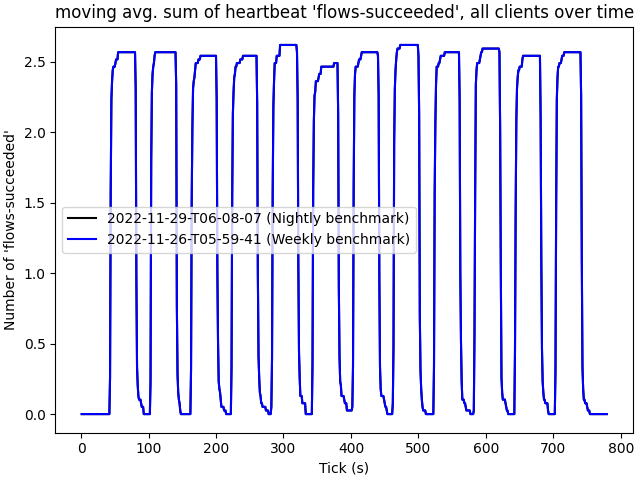 moving avg. sum of heartbeat 'flows-succeeded', all clients over time
Number of 'flows-succeeded'
2.5
2.0
1.5
1.0
0.5
0.0
2022-11-29-T06-08-07 (Nightly benchmark)
2022-11-26-T05-59-41 (Weekly benchmark)
0 100 200 300 400 500 600 700 800
Tick (s)